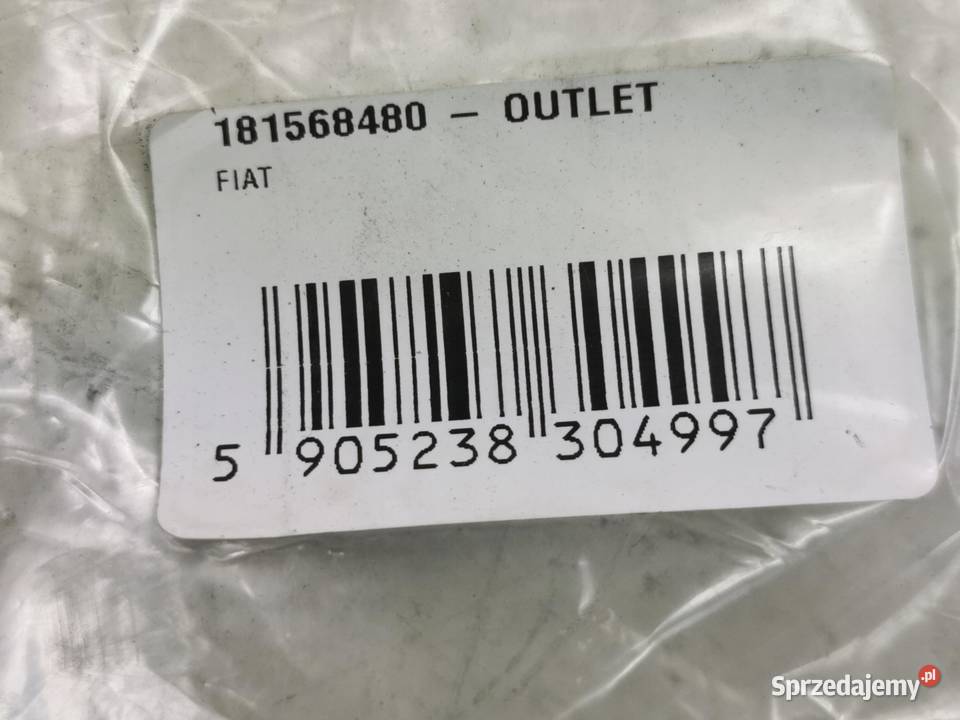 181568480 – OUTLET
FIAT
5 905238 304997
Sprzedajemy.pl